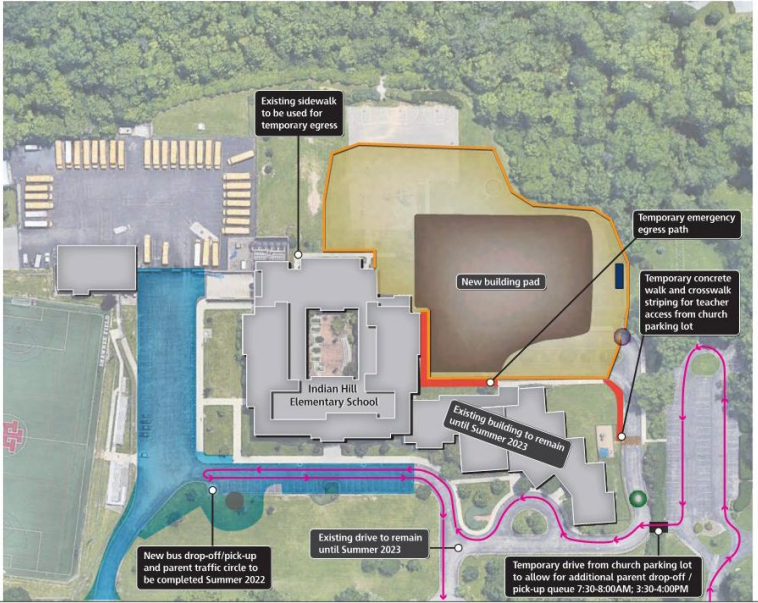 Existing sidewalk
to be used for
temporary egress
Temporary emergency
egress path
New building pad
Temporary concrete
walk and crosswalk
striping for teacher
access from church
parking lot
Indian Hill
Elementary School
Existing building to remain
until Summer 2023
New bus drop-off/pick-up
and parent traffic circle to
be completed Summer 2022
Existing drive to remain
until Summer 2023
Temporary drive from church parking lot
to allow for additional parent drop-off /
pick-up queue 7:30-8:00AM; 3:30-4:00PM